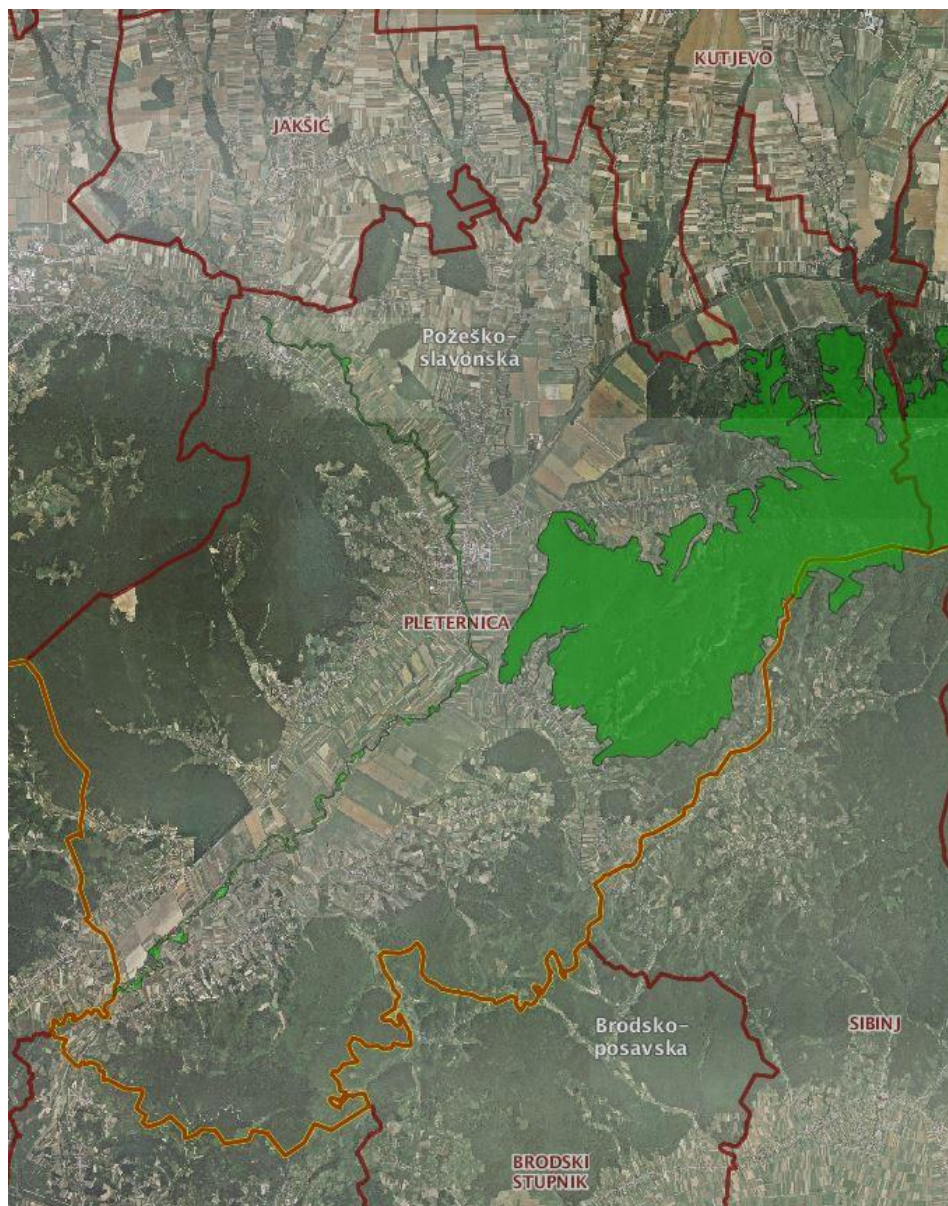 KUTJEVO
JAKŠIĆ
Požeško-
slavonska
PLETERNICA
Brodsko-
posavska
SIBINJ
BRODSKI
STUPNIK